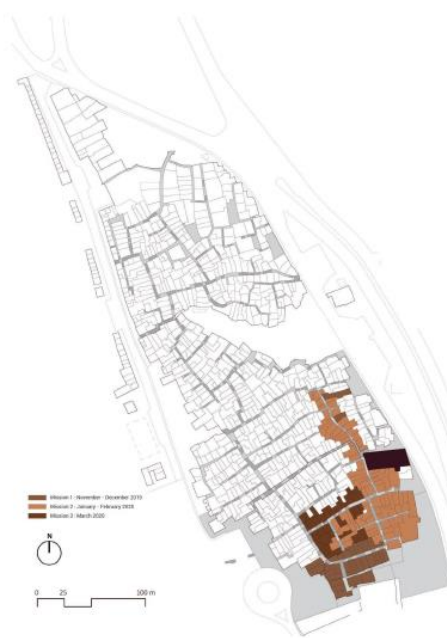 Mission 1 : November - December 2019
Mission 2 : January - February 2020
Mission 3 : March 2020
N
0 25 100 m